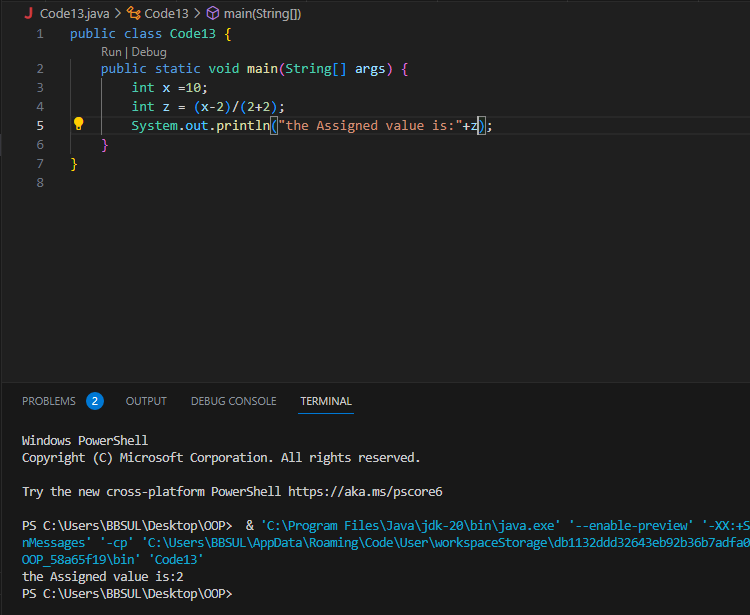 J Code13.java > Code13 > main(String[])
1 public class Code13 {
Run | Debug
2 public static void main(String[] args) {
3 int x =10;
4 int z = (x-2)/(2+2);
5 System.out.println("the Assigned value is:"+z);
6 }
7 }
8
PROBLEMS 2 OUTPUT DEBUG CONSOLE TERMINAL
Windows PowerShell
Copyright (C) Microsoft Corporation. All rights reserved.
Try the new cross-platform PowerShell https://aka.ms/pscore6
PS C:\Users\BBSUL\Desktop\OOP>  & 'C:\Program Files\Java\jdk-20\bin\java.exe' '--enable-preview' '-XX:+S
nMessages' '-cp' 'C:\Users\BBSUL\AppData\Roaming\Code\User\workspaceStorage\db1132ddd32643eb92b36b7adfa0
OOP_58a65f19\bin' 'Code13'
the Assigned value is:2
PS C:\Users\BBSUL\Desktop\OOP>